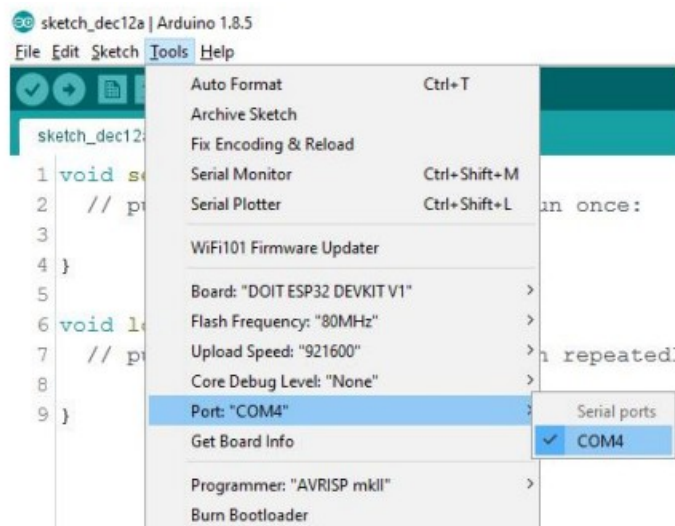 sketch_dec12a | Arduino 1.8.5
File Edit Sketch Tools Help
sketch_dec12
Auto Format Ctrl+T
Archive Sketch
Fix Encoding & Reload
Serial Monitor Ctrl+Shift+M
Serial Plotter Ctrl+Shift+L
WiFi101 Firmware Updater
Board: "DOIT ESP32 DEVKIT V1"
Flash Frequency: "80MHz"
Upload Speed: "921600"
Core Debug Level: "None"
Port: "COM4"
Get Board Info
Programmer: "AVRISP mkII"
Burn Bootloader
Serial ports
COM4
1 void se
2 // pu un once:
3
4 }
5
6 void lo
7 // pu n repeatedl
8
9 }